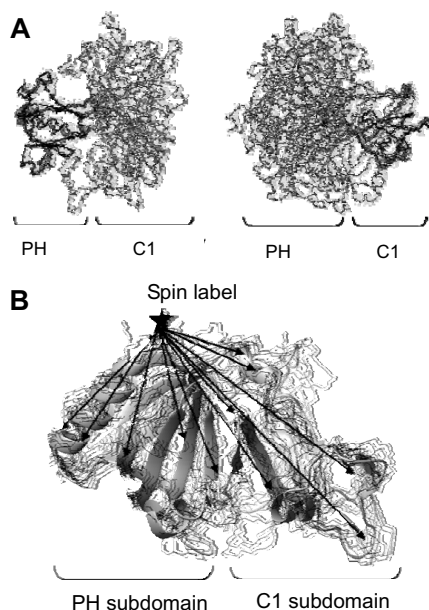 A
PH C1 PH C1
Spin label
B
PH subdomain C1 subdomain